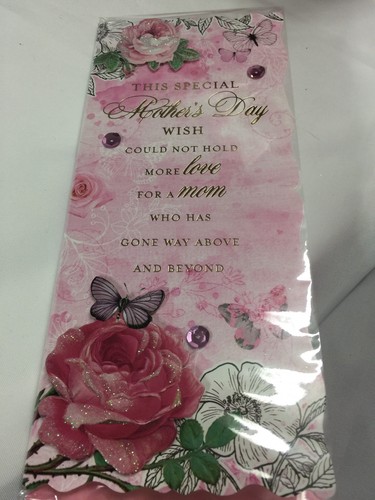 THIS SPECIAL
Mother's Day
WISH
COULD NOT HOLD
MORE love
FOR A mom
WHO HAS
GONE WAY ABOVE
AND BEYOND